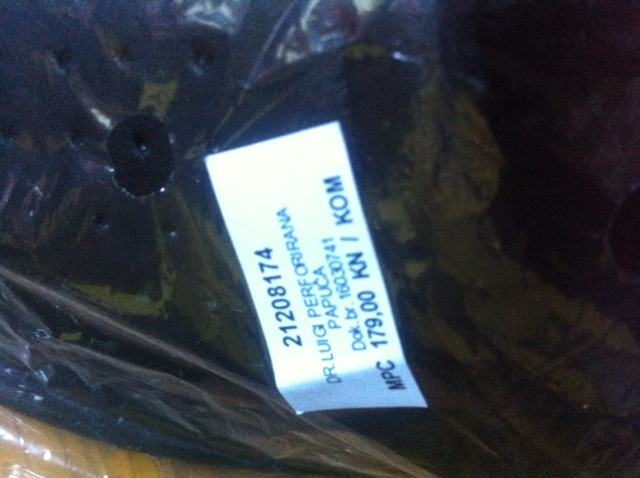 21208174
DR.LUIGI PERFORIRANA
PAPUČA
Dok.br. 16030741
MPC 179,00 KN / KOM